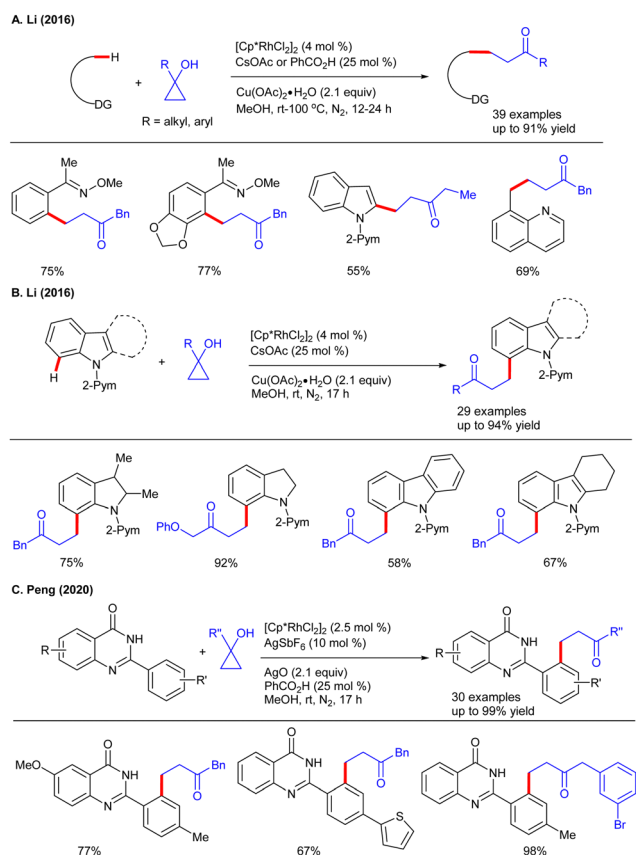 A. Li (2016)
H
DG
+
R OH
R = alkyl, aryl
[Cp*RhCl2]2 (4 mol %)
CsOAc or PhCO2H (25 mol %)
Cu(OAc)2•H2O (2.1 equiv)
MeOH, rt-100 °C, N2, 12-24 h
O
R
DG
39 examples
up to 91% yield
Me
N OMe
Bn
O
75%
Me
N OMe
O
O
Bn
O
77%
N
2-Pym
Et
O
55%
O
Bn
N
69%
B. Li (2016)
H
N
2-Pym
+
R OH
[Cp*RhCl2]2 (4 mol %)
CsOAc (25 mol %)
Cu(OAc)2•H2O (2.1 equiv)
MeOH, rt, N2, 17 h
O
R
N
2-Pym
29 examples
up to 94% yield
Me
Me
N
2-Pym
O
Bn
75%
N
2-Pym
O
PhO
92%
N
2-Pym
O
Bn
58%
N
2-Pym
O
Bn
67%
C. Peng (2020)
O
NH
N
R
R'
+
R" OH
[Cp*RhCl2]2 (2.5 mol %)
AgSbF6 (10 mol %)
AgO (2.1 equiv)
PhCO2H (25 mol %)
MeOH, N2, 17 h
O
NH
N
R
R"
O
R'
30 examples
up to 99% yield
O
MeO
NH
N
Bn
O
Me
77%
O
NH
N
Bn
O
S
67%
O
NH
N
O
Me
Br
98%